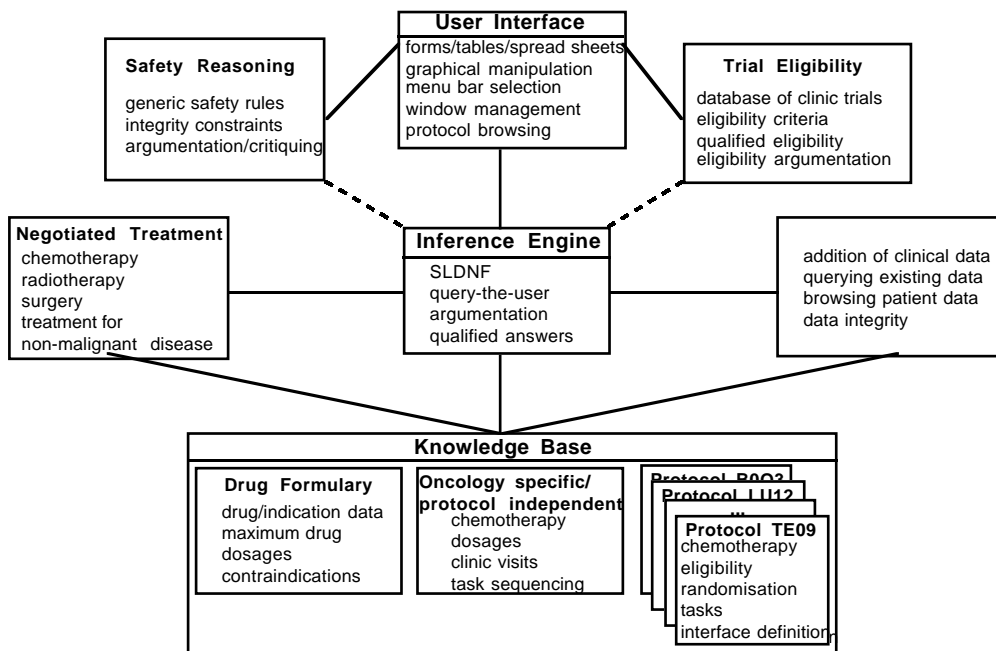 User Interface
forms/tables/spread sheets
graphical manipulation
menu bar selection
window management
protocol browsing
Safety Reasoning
generic safety rules
integrity constraints
argumentation/critiquing
Trial Eligibility
database of clinic trials
eligibility criteria
qualified eligibility
eligibility argumentation
Negotiated Treatment
chemotherapy
radiotherapy
surgery
treatment for
non-malignant disease
Inference Engine
SLDNF
query-the-user
argumentation
qualified answers
addition of clinical data
querying existing data
browsing patient data
data integrity
Knowledge Base
Drug Formulary
drug/indication data
maximum drug
dosages
contraindications
Oncology specific/
protocol independent
chemotherapy
dosages
clinic visits
task sequencing
Protocol
Protocol LU12
...
Protocol TE09
chemotherapy
eligibility
randomisation
tasks
interface definition